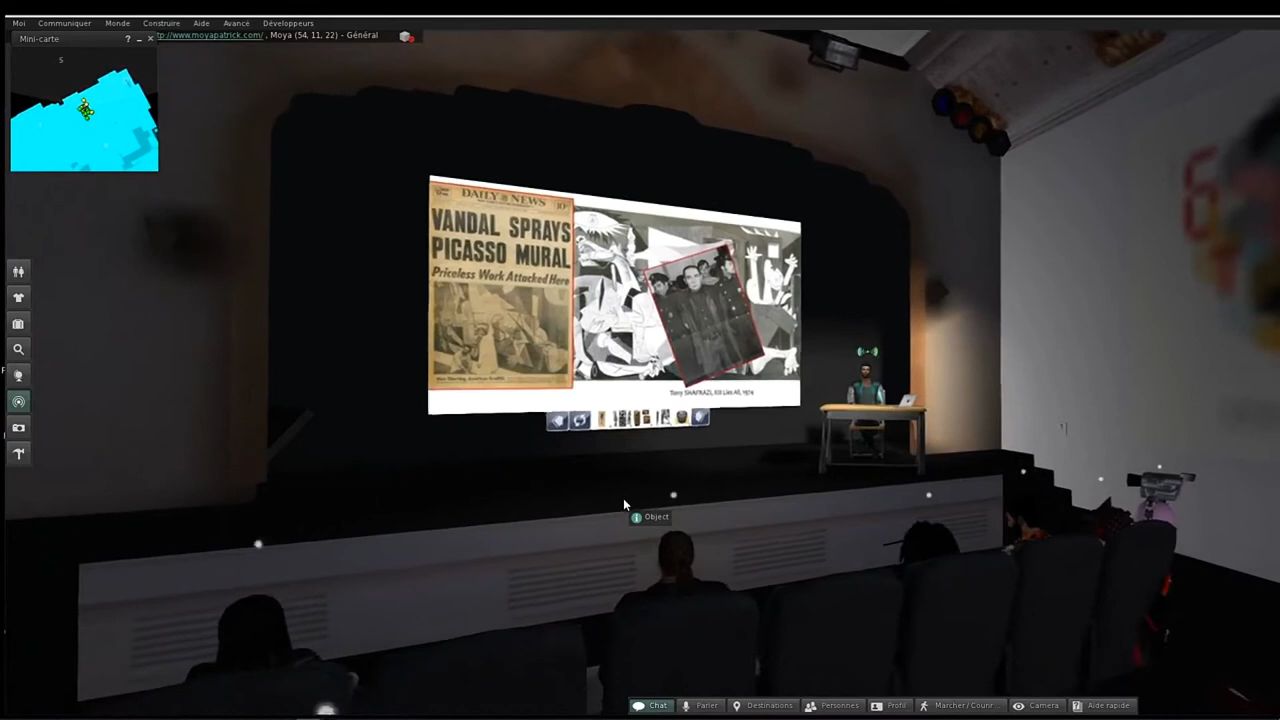 Moi Communiquer Monde Construire Aide Avancé Développeurs
Mini-carte ? _ ×
ttp://www.moyapatrick.com/ , Moya (54, 11, 22) - Général
S
DAILY NEWS
VANDAL SPRAYS
PICASSO MURAL
Priceless Work Attacked Here
Tony SHAFRAZI, Kill Lies All, 1974
Object
Chat Parler Destinations Personnes Profil Marcher / Courir... Caméra Aide rapide